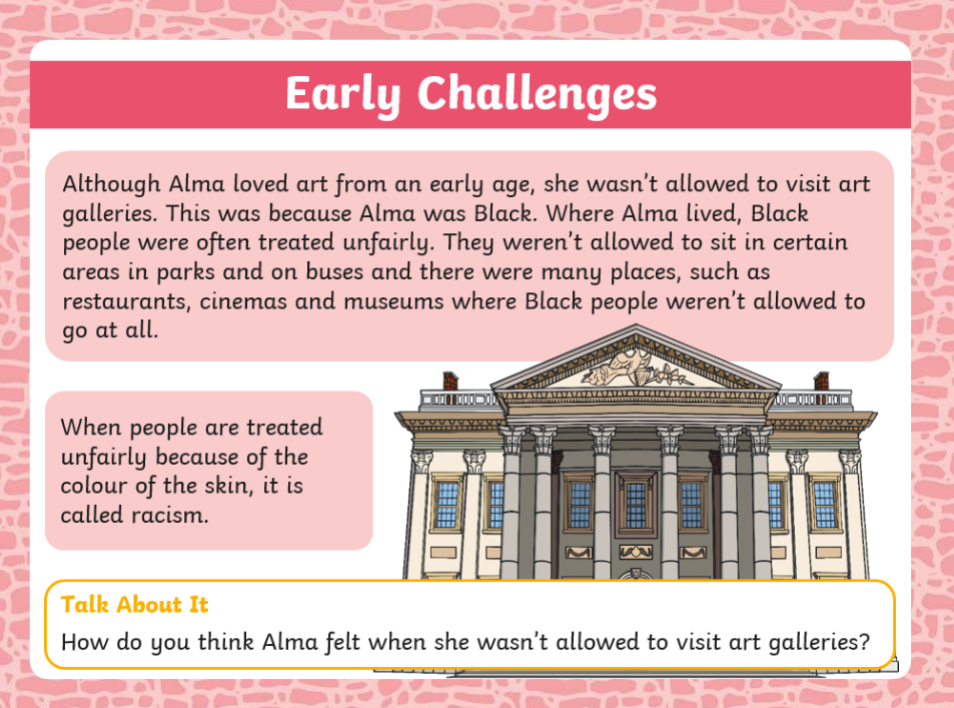 Early Challenges
Although Alma loved art from an early age, she wasn't allowed to visit art
galleries. This was because Alma was Black. Where Alma lived, Black
people were often treated unfairly. They weren't allowed to sit in certain
areas in parks and on buses and there were many places, such as
restaurants, cinemas and museums where Black people weren't allowed to
go at all.
When people are treated
unfairly because of the
colour of the skin, it is
called racism.
Talk About It
How do you think Alma felt when she wasn't allowed to visit art galleries?